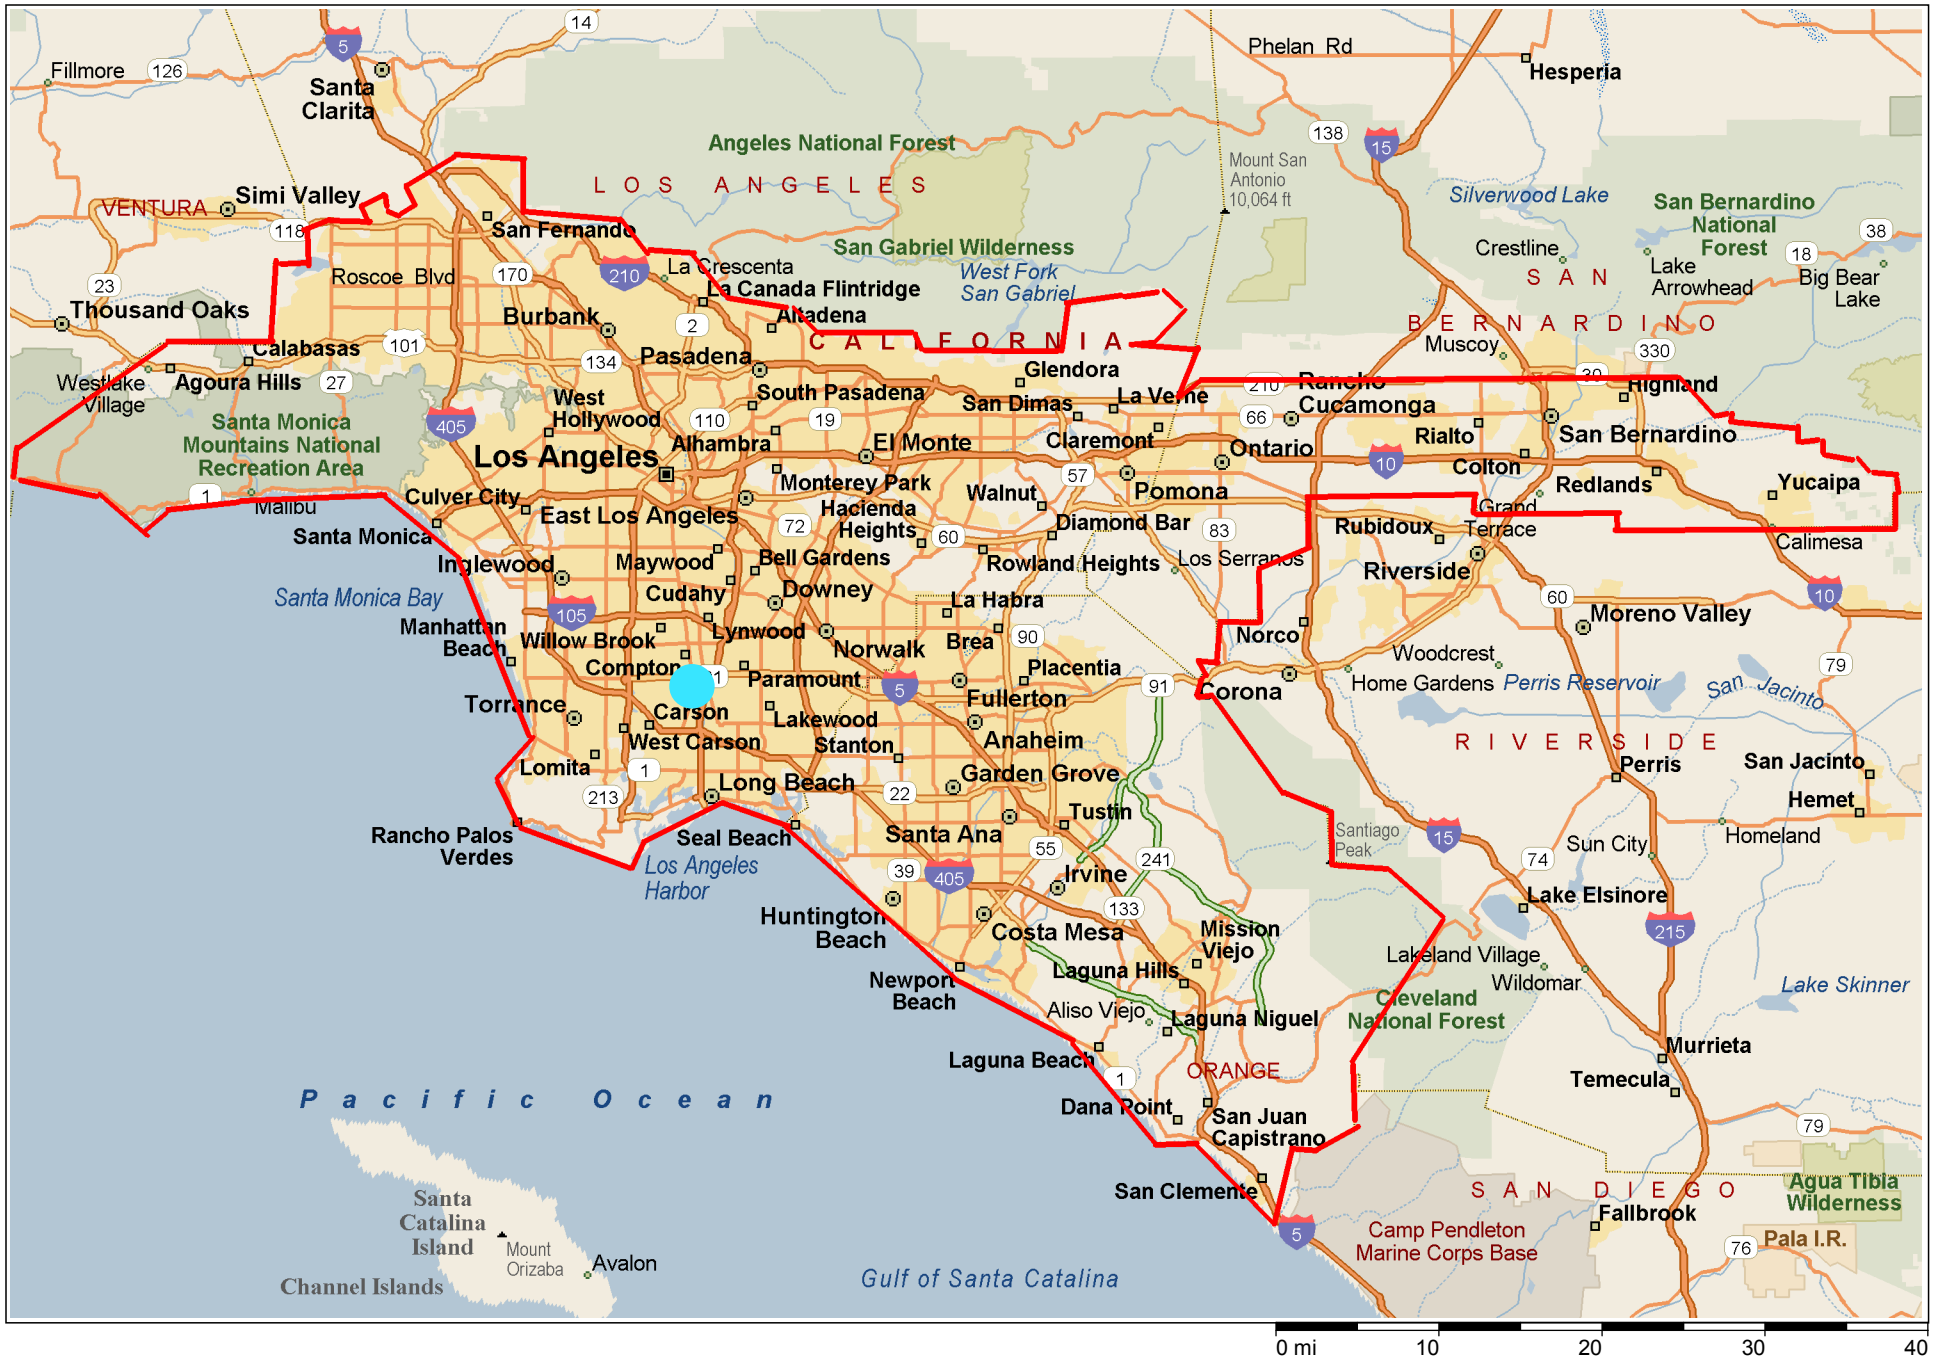 14
5
Phelan Rd
Fillmore
126
Hesperia
Santa
Clarita
138
15
Angeles National Forest
Mount San
Antonio
10,064 ft
LOS ANGELES
Silverwood Lake
San Bernardino
National
Forest
Simi Valley
VENTURA
118
San Fernando
38
18
San Gabriel Wilderness
Crestline
Lake
Arrowhead
Big Bear
Lake
SAN
West Fork
San Gabriel
La Crescenta
210
170
Roscoe Blvd
23
La Canada Flintridge
Thousand Oaks
Burbank
Altadena
2
BERNARDINO
CALIFORNIA
Muscoy
330
101
Calabasas
134
Pasadena
Glendora
Westlake
Village
Agoura Hills
27
210
Rancho
Cucamonga
30
Highland
West
Hollywood
South Pasadena
San Dimas
La Verne
66
405
110
19
Santa Monica
Mountains National
Recreation Area
Alhambra
El Monte
Claremont
Ontario
Rialto
San Bernardino
Los Angeles
10
Colton
57
Monterey Park
Walnut
Pomona
Redlands
Yucaipa
1
Malibu
Culver City
East Los Angeles
Hacienda
Heights
Grand
Terrace
72
60
Diamond Bar
83
Rubidoux
Santa Monica
Calimesa
Inglewood
Maywood
Bell Gardens
Rowland Heights
Los Serranos
Riverside
Santa Monica Bay
Cudahy
Downey
60
10
105
La Habra
Moreno Valley
Manhattan
Beach
Willow Brook
Lynwood
Norwalk
Brea
90
Norco
Compton
Placentia
Woodcrest
79
Paramount
5
91
Corona
Home Gardens
Perris Reservoir
San Jacinto
Torrance
Carson
Lakewood
Fullerton
West Carson
Stanton
Anaheim
RIVERSIDE
Lomita
1
Long Beach
Garden Grove
Perris
San Jacinto
213
22
Tustin
Hemet
Rancho Palos
Verdes
Seal Beach
Santa Ana
Santiago
Peak
15
Homeland
Los Angeles
Harbor
39
405
55
241
74
Sun City
Irvine
Lake Elsinore
133
Huntington
Beach
Costa Mesa
Mission
Viejo
215
Laguna Hills
Lakeland Village
Newport
Beach
Wildomar
Lake Skinner
Aliso Viejo
Laguna Niguel
Cleveland
National Forest
Laguna Beach
Murrieta
1
ORANGE
Temecula
Pacific Ocean
Dana Point
San Juan
Capistrano
79
San Clemente
SAN DIEGO
Agua Tibia
Wilderness
Santa
Catalina
Island
Fallbrook
5
Camp Pendleton
Marine Corps Base
76
Pala I.R.
Mount
Orizaba
Avalon
Channel Islands
Gulf of Santa Catalina
0 mi 10 20 30 40